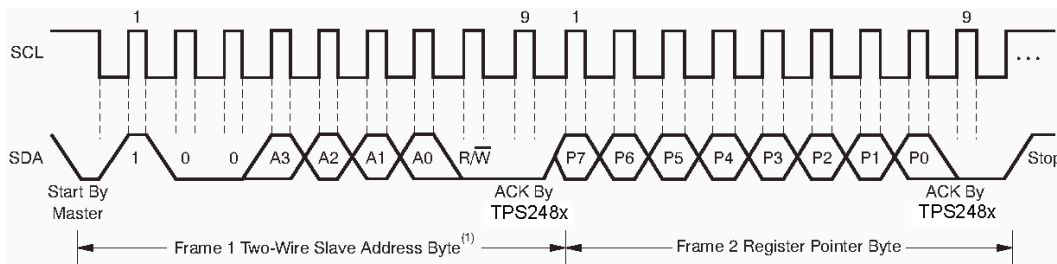 1 9 1 9
SCL ...
SDA 1 0 0 A3 A2 A1 A0 R/W̅ P7 P6 P5 P4 P3 P2 P1 P0 Stop
Start By
Master
ACK By
TPS248x
ACK By
TPS248x
Frame 1 Two-Wire Slave Address Byte(1)
Frame 2 Register Pointer Byte